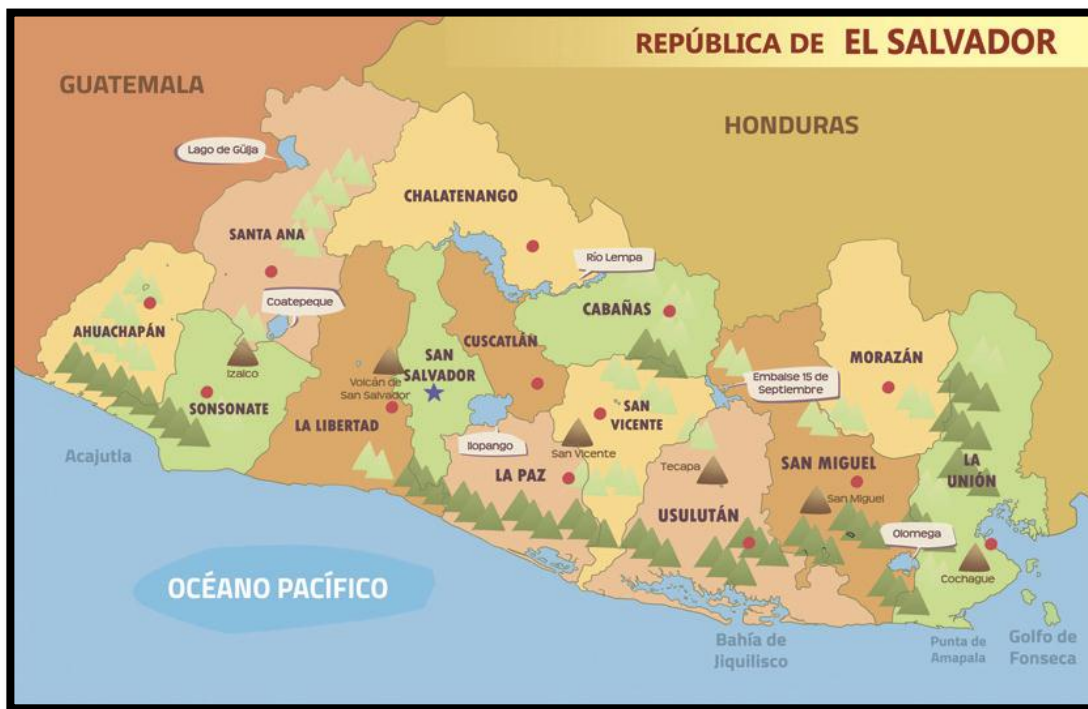 REPÚBLICA DE EL SALVADOR
GUATEMALA
HONDURAS
Lago de Güija
CHALATENANGO
SANTA ANA
Río Lempa
Coatepeque
CABAÑAS
AHUACHAPÁN
CUSCATLÁN
SAN
SALVADOR
MORAZÁN
Izalco
Volcán de
San Salvador
Embalse 15 de
Septiembre
SONSONATE
LA LIBERTAD
SAN
VICENTE
Ilopango
San Vicente
Acajutla
LA PAZ
Tecapa
SAN MIGUEL
LA
UNIÓN
San Miguel
USULUTÁN
Olomega
Cochague
OCÉANO PACÍFICO
Bahía de
Jiquilisco
Punta de
Amapala
Golfo de
Fonseca